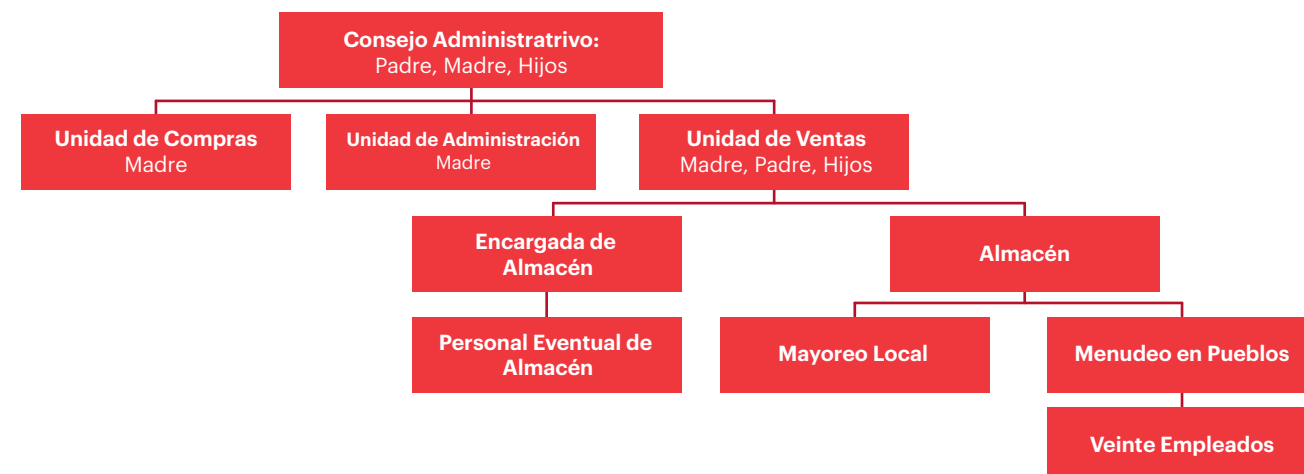 Consejo Administratrivo:
Padre, Madre, Hijos
Unidad de Compras
Madre
Unidad de Administración
Madre
Unidad de Ventas
Madre, Padre, Hijos
Encargada de
Almacén
Almacén
Personal Eventual de
Almacén
Mayoreo Local
Menudeo en Pueblos
Veinte Empleados